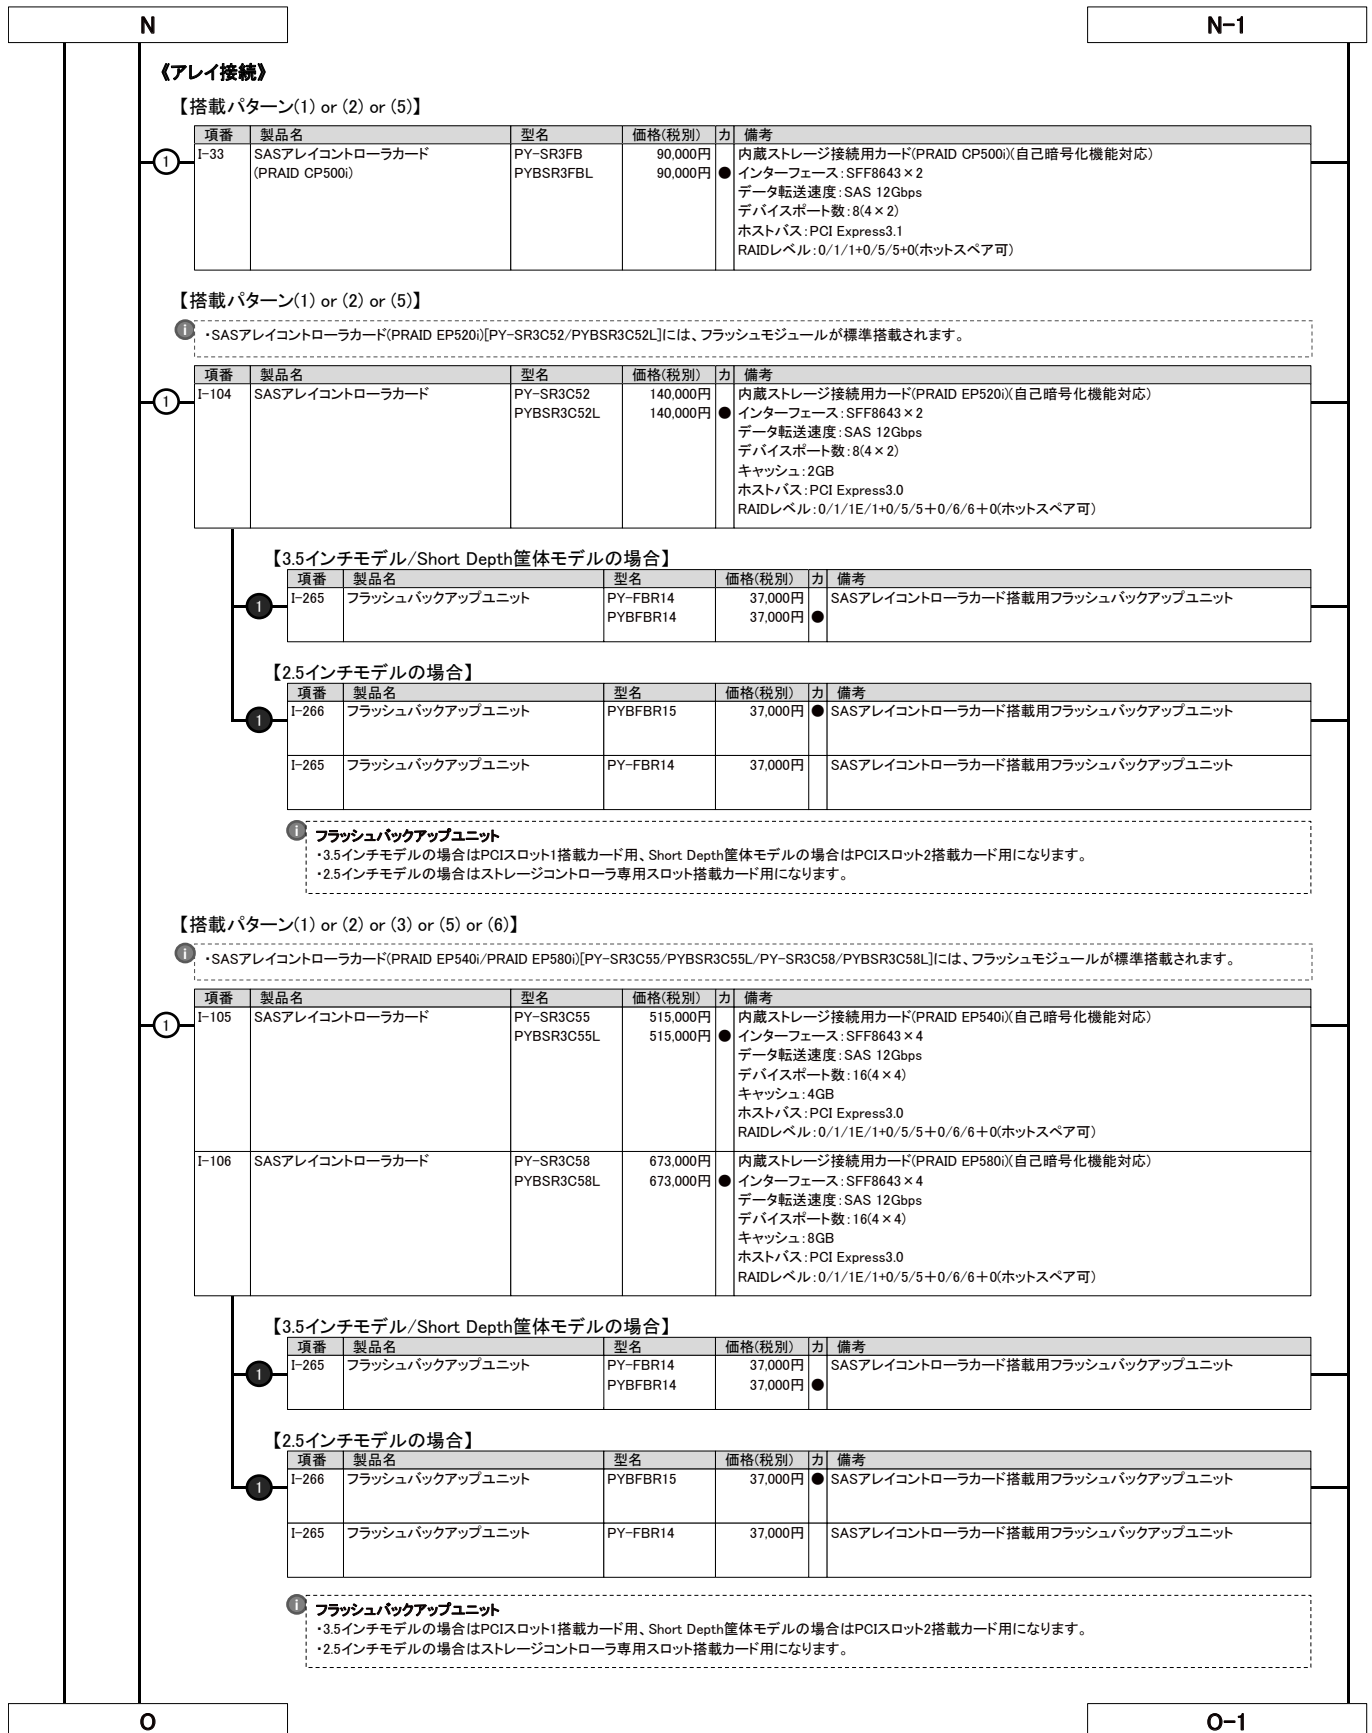 N
N-1
《アレイ接続》
【搭載パターン(1) or (2) or (5)】
項番 製品名 型名 価格(税別) カ 備考
① I-33 SASアレイコントローラカード PY-SR3FB 90,000円 内蔵ストレージ接続用カード(PRAID CP500i)(自己暗号化機能対応)
(PRAID CP500i) PYBSR3FBL 90,000円 ● インターフェース:SFF8643×2
データ転送速度:SAS 12Gbps
デバイスポート数:8(4×2)
ホストバス:PCI Express3.1
RAIDレベル:0/1/1+0/5/5+0(ホットスペア可)
【搭載パターン(1) or (2) or (5)】
i ・SASアレイコントローラカード(PRAID EP520i)[PY-SR3C52/PYBSR3C52L]には、フラッシュモジュールが標準搭載されます。
項番 製品名 型名 価格(税別) カ 備考
① I-104 SASアレイコントローラカード PY-SR3C52 140,000円 内蔵ストレージ接続用カード(PRAID EP520i)(自己暗号化機能対応)
PYBSR3C52L 140,000円 ● インターフェース:SFF8643×2
データ転送速度:SAS 12Gbps
デバイスポート数:8(4×2)
キャッシュ:2GB
ホストバス:PCI Express3.0
RAIDレベル:0/1/1E/1+0/5/5+0/6/6+0(ホットスペア可)
【3.5インチモデル/Short Depth筐体モデルの場合】
項番 製品名 型名 価格(税別) カ 備考
❶ I-265 フラッシュバックアップユニット PY-FBR14 37,000円 SASアレイコントローラカード搭載用フラッシュバックアップユニット
PYBFBR14 37,000円 ●
【2.5インチモデルの場合】
項番 製品名 型名 価格(税別) カ 備考
❶ I-266 フラッシュバックアップユニット PYBFBR15 37,000円 ● SASアレイコントローラカード搭載用フラッシュバックアップユニット
I-265 フラッシュバックアップユニット PY-FBR14 37,000円 SASアレイコントローラカード搭載用フラッシュバックアップユニット
i フラッシュバックアップユニット
・3.5インチモデルの場合はPCIスロット1搭載カード用、Short Depth筐体モデルの場合はPCIスロット2搭載カード用になります。
・2.5インチモデルの場合はストレージコントローラ専用スロット搭載カード用になります。
【搭載パターン(1) or (2) or (3) or (5) or (6)】
i ・SASアレイコントローラカード(PRAID EP540i/PRAID EP580i)[PY-SR3C55/PYBSR3C55L/PY-SR3C58/PYBSR3C58L]には、フラッシュモジュールが標準搭載されます。
項番 製品名 型名 価格(税別) カ 備考
① I-105 SASアレイコントローラカード PY-SR3C55 515,000円 内蔵ストレージ接続用カード(PRAID EP540i)(自己暗号化機能対応)
PYBSR3C55L 515,000円 ● インターフェース:SFF8643×4
データ転送速度:SAS 12Gbps
デバイスポート数:16(4×4)
キャッシュ:4GB
ホストバス:PCI Express3.0
RAIDレベル:0/1/1E/1+0/5/5+0/6/6+0(ホットスペア可)
I-106 SASアレイコントローラカード PY-SR3C58 673,000円 内蔵ストレージ接続用カード(PRAID EP580i)(自己暗号化機能対応)
PYBSR3C58L 673,000円 ● インターフェース:SFF8643×4
データ転送速度:SAS 12Gbps
デバイスポート数:16(4×4)
キャッシュ:8GB
ホストバス:PCI Express3.0
RAIDレベル:0/1/1E/1+0/5/5+0/6/6+0(ホットスペア可)
【3.5インチモデル/Short Depth筐体モデルの場合】
項番 製品名 型名 価格(税別) カ 備考
❶ I-265 フラッシュバックアップユニット PY-FBR14 37,000円 SASアレイコントローラカード搭載用フラッシュバックアップユニット
PYBFBR14 37,000円 ●
【2.5インチモデルの場合】
項番 製品名 型名 価格(税別) カ 備考
❶ I-266 フラッシュバックアップユニット PYBFBR15 37,000円 ● SASアレイコントローラカード搭載用フラッシュバックアップユニット
I-265 フラッシュバックアップユニット PY-FBR14 37,000円 SASアレイコントローラカード搭載用フラッシュバックアップユニット
i フラッシュバックアップユニット
・3.5インチモデルの場合はPCIスロット1搭載カード用、Short Depth筐体モデルの場合はPCIスロット2搭載カード用になります。
・2.5インチモデルの場合はストレージコントローラ専用スロット搭載カード用になります。
O
O-1